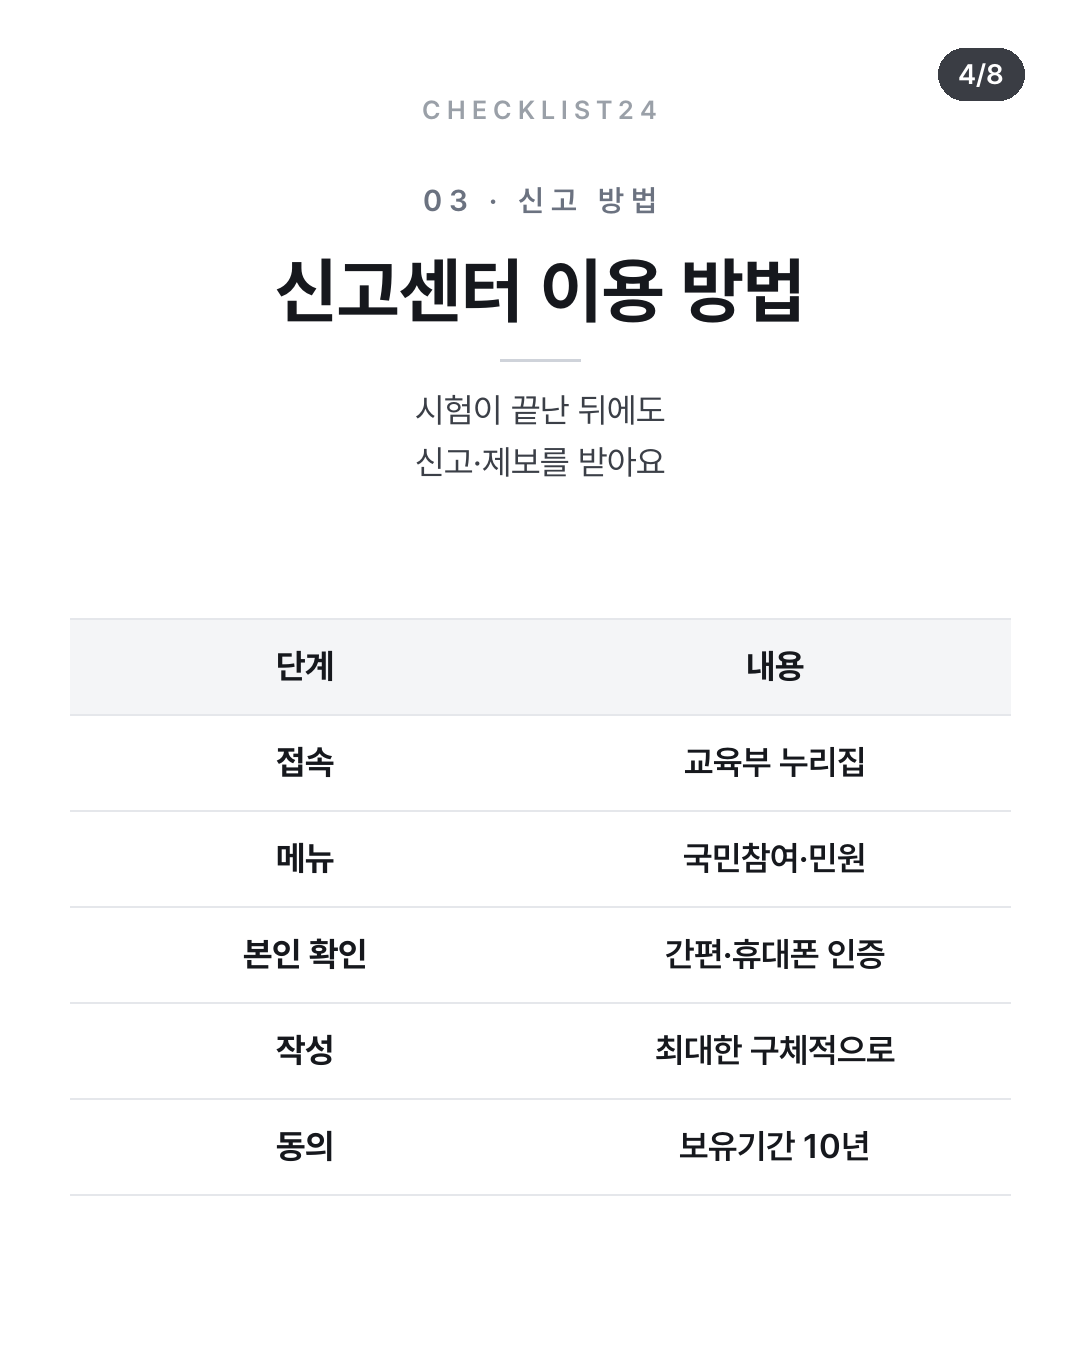 4/8
CHECKLIST24
03 · 신고 방법
신고센터 이용 방법
시험이 끝난 뒤에도
신고·제보를 받아요
단계 내용
접속 교육부 누리집
메뉴 국민참여·민원
본인 확인 간편·휴대폰 인증
작성 최대한 구체적으로
동의 보유기간 10년